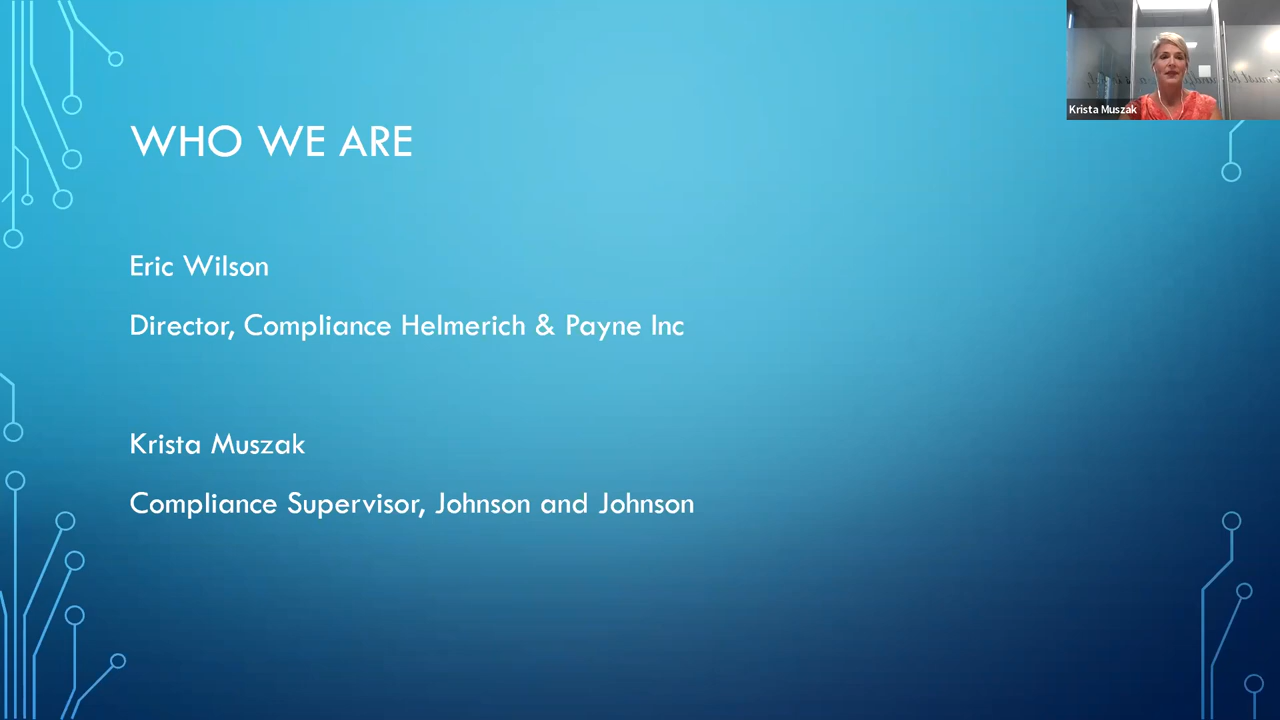 WHO WE ARE
Eric Wilson
Director, Compliance Helmerich & Payne Inc
Krista Muszak
Compliance Supervisor, Johnson and Johnson
Krista Muszak